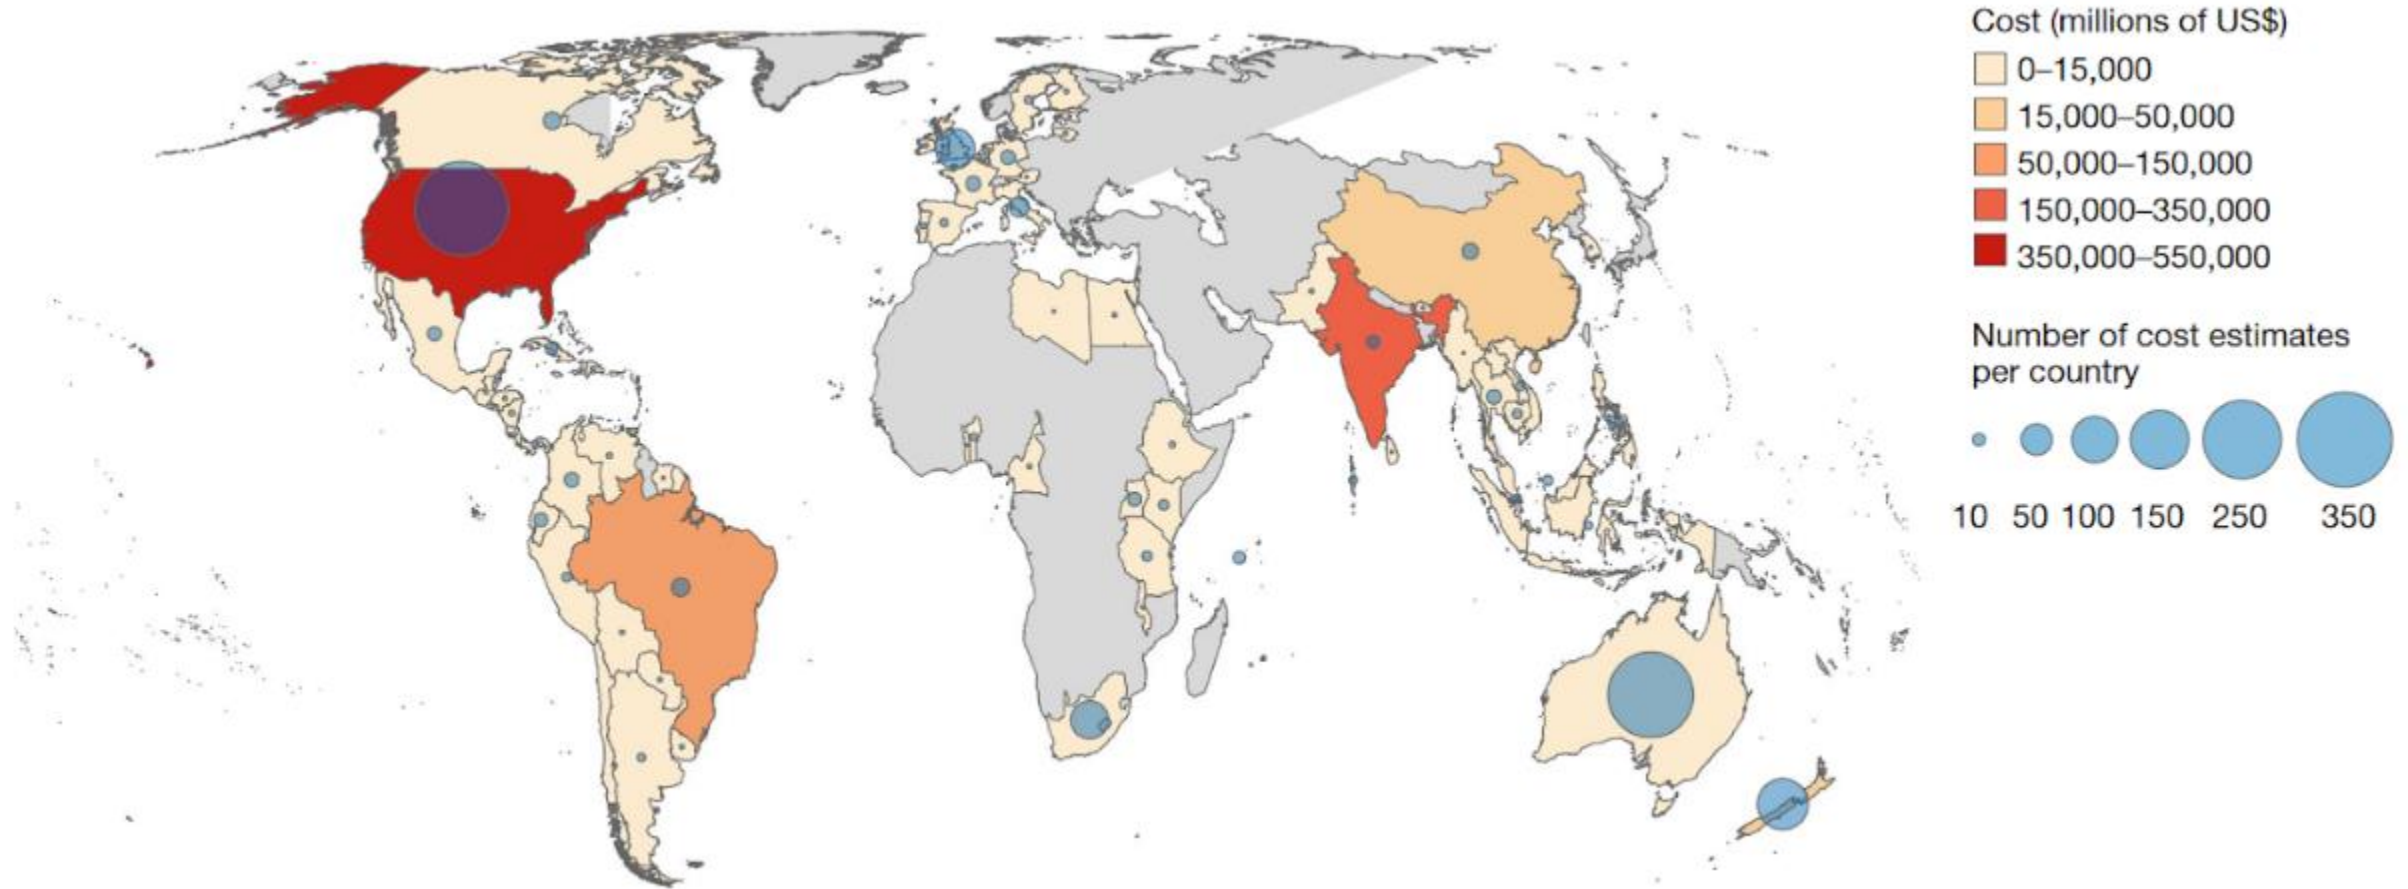 Cost (millions of US$)
0–15,000
15,000–50,000
50,000–150,000
150,000–350,000
350,000–550,000
Number of cost estimates
per country
10 50 100 150 250 350